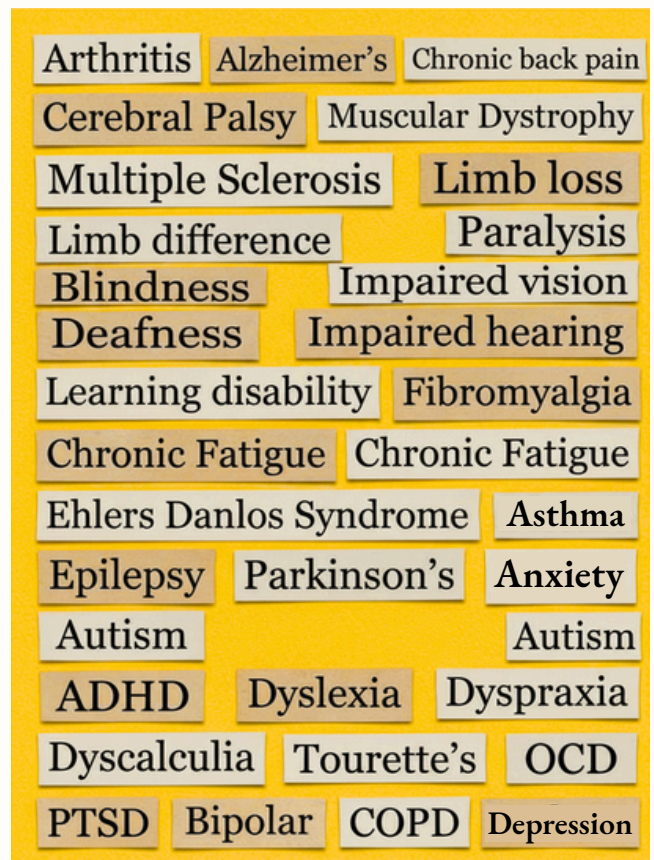 Arthritis Alzheimer's Chronic back pain
Cerebral Palsy Muscular Dystrophy
Multiple Sclerosis Limb loss
Limb difference Paralysis
Blindness Impaired vision
Deafness Impaired hearing
Learning disability Fibromyalgia
Chronic Fatigue Chronic Fatigue
Ehlers Danlos Syndrome Asthma
Epilepsy Parkinson's Anxiety
Autism Autism
ADHD Dyslexia Dyspraxia
Dyscalculia Tourette's OCD
PTSD Bipolar COPD Depression